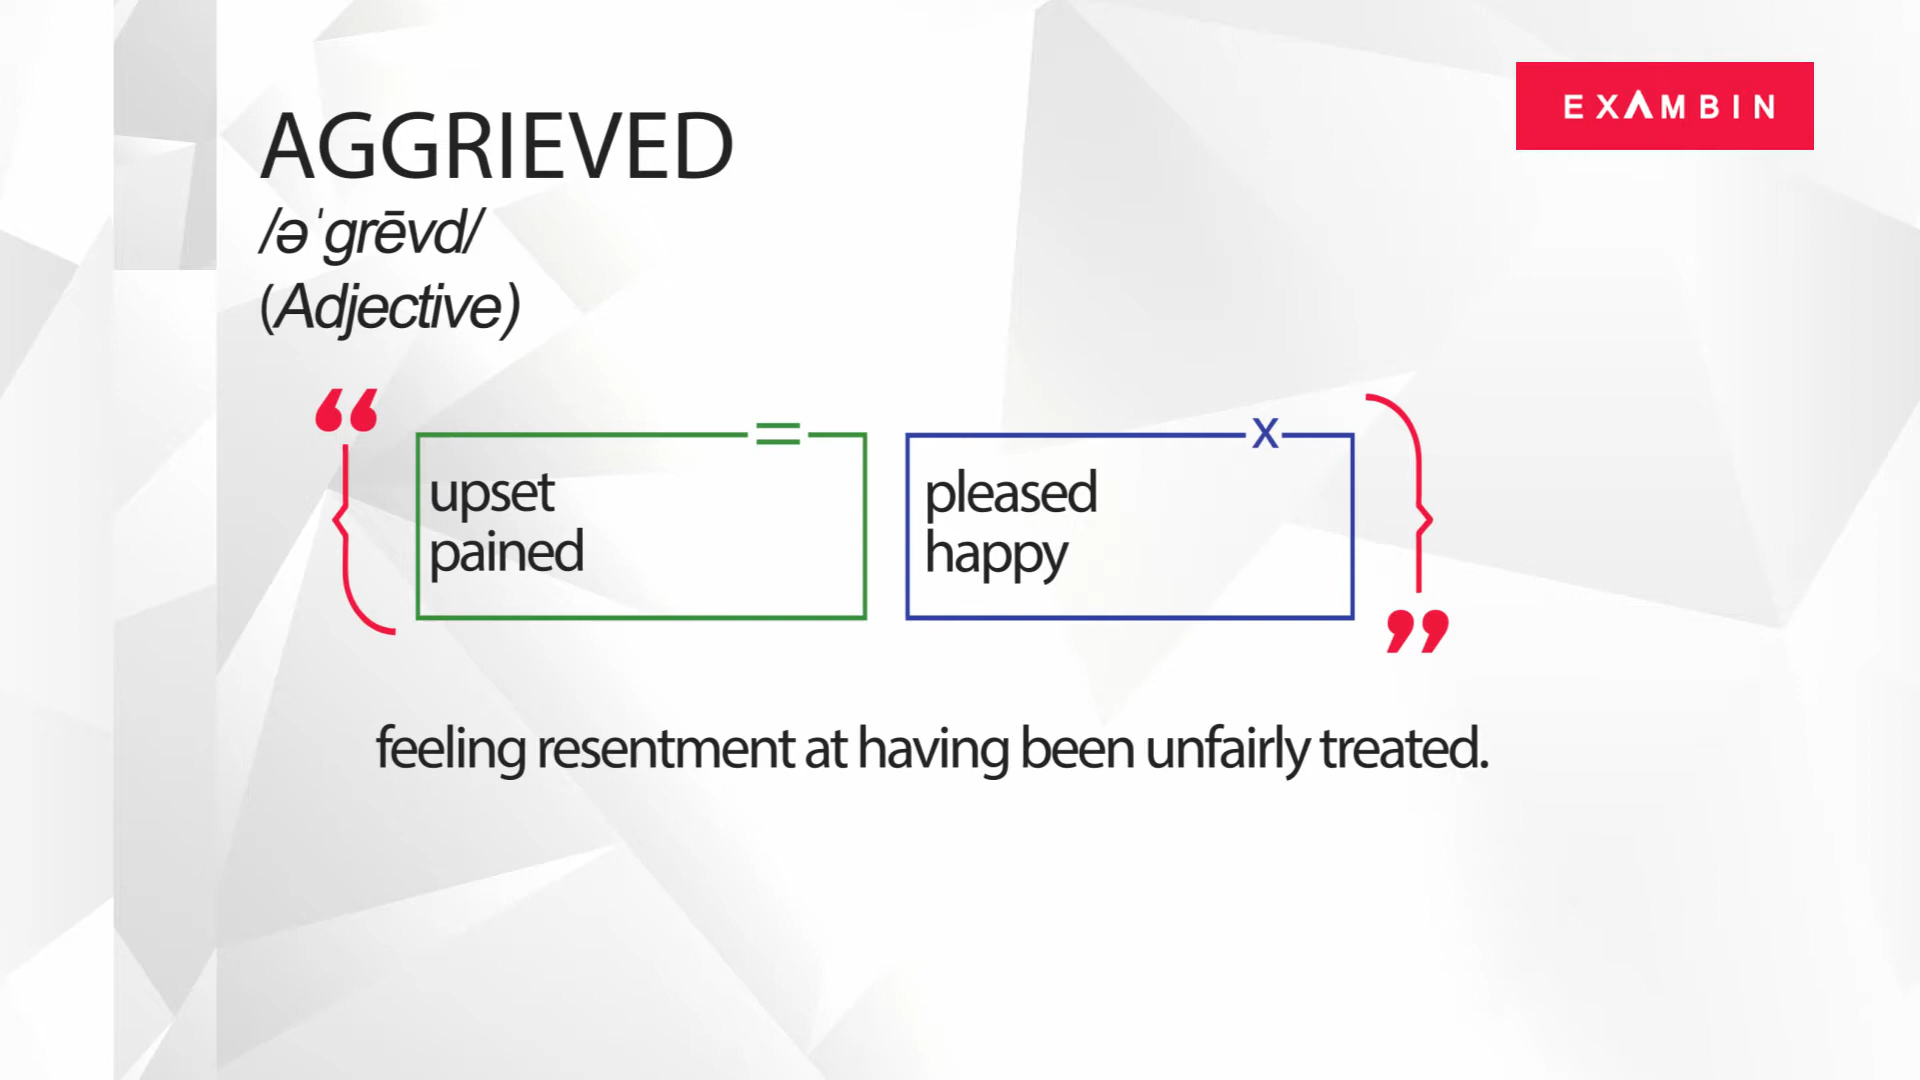 EXAMBIN
AGGRIEVED
/əˈgrēvd/
(Adjective)
“
=
x
upset
pained
pleased
happy
”
feeling resentment at having been unfairly treated.